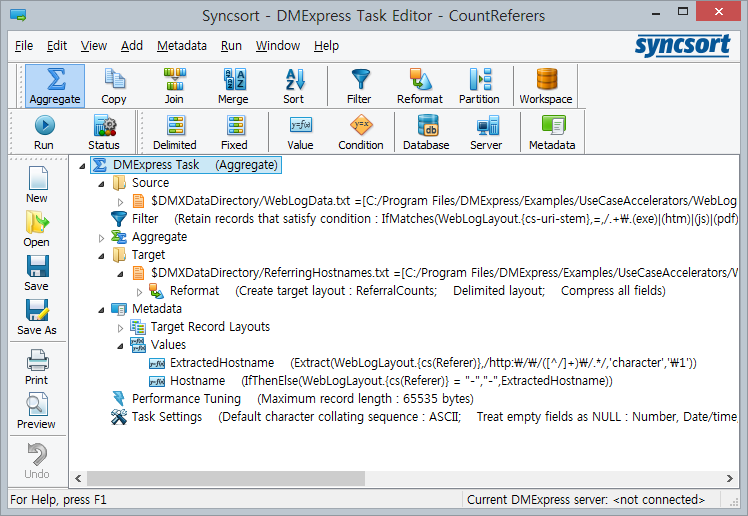 Syncsort - DMExpress Task Editor - CountReferers
File Edit View Add Metadata Run Window Help
syncsort
Aggregate Copy Join Merge Sort Filter Reformat Partition Workspace
Run Status Delimited Fixed Value Condition Database Server Metadata
New
Open
Save
Save As
Print
Preview
Undo
DMExpress Task (Aggregate)
Source
$DMXDataDirectory/WebLogData.txt =[C:/Program Files/DMExpress/Examples/UseCaseAccelerators/WebLog
Filter (Retain records that satisfy condition : IfMatches(WebLogLayout.{cs-uri-stem},=,/.+₩.(exe)|(htm)|(js)|(pdf)
Aggregate
Target
$DMXDataDirectory/ReferringHostnames.txt =[C:/Program Files/DMExpress/Examples/UseCaseAccelerators/W
Reformat (Create target layout : ReferralCounts; Delimited layout; Compress all fields)
Metadata
Target Record Layouts
Values
ExtractedHostname (Extract(WebLogLayout.{cs(Referer)},/http:₩/₩/([^/]+)₩/.*/,'character','₩1'))
Hostname (IfThenElse(WebLogLayout.{cs(Referer)} = "-","-",ExtractedHostname))
Performance Tuning (Maximum record length : 65535 bytes)
Task Settings (Default character collating sequence : ASCII; Treat empty fields as NULL : Number, Date/time,
For Help, press F1
Current DMExpress server: <not connected>